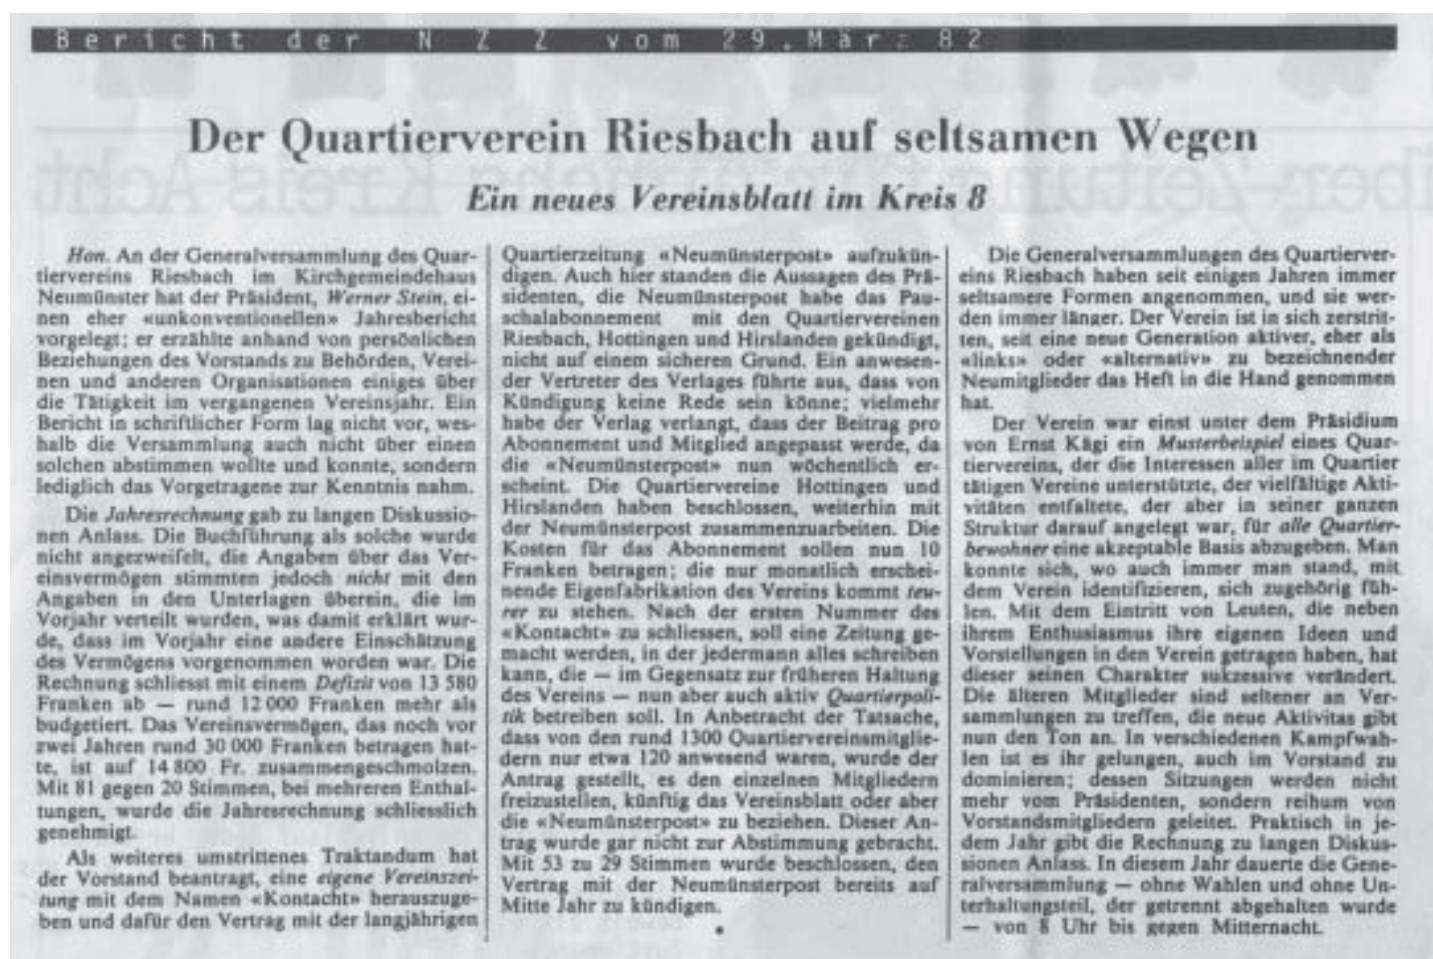 Bericht der NZZ vom 29.März 82
Der Quartierverein Riesbach auf seltsamen Wegen
Ein neues Vereinsblatt im Kreis 8
Hon. An der Generalversammlung des Quar-
tiervereins Riesbach im Kirchgemeindehaus
Neumünster hat der Präsident, Werner Stein, ei-
nen eher «unkonventionellen» Jahresbericht
vorgelegt; er erzählte anhand von persönlichen
Beziehungen des Vorstands zu Behörden, Verei-
nen und anderen Organisationen einiges über
die Tätigkeit im vergangenen Vereinsjahr. Ein
Bericht in schriftlicher Form lag nicht vor, wes-
halb die Versammlung auch nicht über einen
solchen abstimmen wollte und konnte, sondern
lediglich das Vorgetragene zur Kenntnis nahm.
Die Jahresrechnung gab zu langen Diskussio-
nen Anlass. Die Buchführung als solche wurde
nicht angezweifelt, die Angaben über das Ver-
einsvermögen stimmten jedoch nicht mit den
Angaben in den Unterlagen überein, die im
Vorjahr verteilt wurden, was damit erklärt wur-
de, dass im Vorjahr eine andere Einschätzung
des Vermögens vorgenommen worden war. Die
Rechnung schliesst mit einem Defizit von 13 580
Franken ab — rund 12 000 Franken mehr als
budgetiert. Das Vereinsvermögen, das noch vor
zwei Jahren rund 30 000 Franken betragen hat-
te, ist auf 14 800 Fr. zusammengeschmolzen.
Mit 81 gegen 20 Stimmen, bei mehreren Enthal-
tungen, wurde die Jahresrechnung schliesslich
genehmigt.
Als weiteres umstrittenes Traktandum hat
der Vorstand beantragt, eine eigene Vereinszei-
tung mit dem Namen «Kontacht» herauszuge-
ben und dafür den Vertrag mit der langjährigen
Quartierzeitung «Neumünsterpost» aufzukün-
digen. Auch hier standen die Aussagen des Prä-
sidenten, die Neumünsterpost habe das Pau-
schalabonnement mit den Quartiervereinen
Riesbach, Hottingen und Hirslanden gekündigt,
nicht auf einem sicheren Grund. Ein anwesen-
der Vertreter des Verlages führte aus, dass von
Kündigung keine Rede sein könne; vielmehr
habe der Verlag verlangt, dass der Beitrag pro
Abonnement und Mitglied angepasst werde, da
die «Neumünsterpost» nun wöchentlich er-
scheint. Die Quartiervereine Hottingen und
Hirslanden haben beschlossen, weiterhin mit
der Neumünsterpost zusammenzuarbeiten. Die
Kosten für das Abonnement sollen nun 10
Franken betragen; die nur monatlich erschei-
nende Eigenfabrikation des Vereins kommt teu-
rer zu stehen. Nach der ersten Nummer des
«Kontacht» zu schliessen, soll eine Zeitung ge-
macht werden, in der jedermann alles schreiben
kann, die — im Gegensatz zur früheren Haltung
des Vereins — nun aber auch aktiv Quartierpoli-
tik betreiben soll. In Anbetracht der Tatsache,
dass von den rund 1300 Quartiervereinsmitglie-
dern nur etwa 120 anwesend waren, wurde der
Antrag gestellt, es den einzelnen Mitgliedern
freizustellen, künftig das Vereinsblatt oder aber
die «Neumünsterpost» zu beziehen. Dieser An-
trag wurde gar nicht zur Abstimmung gebracht.
Mit 53 zu 29 Stimmen wurde beschlossen, den
Vertrag mit der Neumünsterpost bereits auf
Mitte Jahr zu kündigen.
Die Generalversammlungen des Quartierver-
eins Riesbach haben seit einigen Jahren immer
seltsamere Formen angenommen, und sie wer-
den immer länger. Der Verein ist in sich zerstrit-
ten, seit eine neue Generation aktiver, eher als
«links» oder «alternativ» zu bezeichnender
Neumitglieder das Heft in die Hand genommen
hat.
Der Verein war einst unter dem Präsidium
von Ernst Kägi ein Musterbeispiel eines Quar-
tiervereins, der die Interessen aller im Quartier
tätigen Vereine unterstützte, der vielfältige Akti-
vitäten entfaltete, der aber in seiner ganzen
Struktur darauf angelegt war, für alle Quartier-
bewohner eine akzeptable Basis abzugeben. Man
konnte sich, wo auch immer man stand, mit
dem Verein identifizieren, sich zugehörig füh-
len. Mit dem Eintritt von Leuten, die neben
ihrem Enthusiasmus ihre eigenen Ideen und
Vorstellungen in den Verein getragen haben, hat
dieser seinen Charakter sukzessive verändert.
Die älteren Mitglieder sind seltener an Ver-
sammlungen zu treffen, die neue Aktivitas gibt
nun den Ton an. In verschiedenen Kampfwah-
len ist es ihr gelungen, auch im Vorstand zu
dominieren; dessen Sitzungen werden nicht
mehr vom Präsidenten, sondern reihum von
Vorstandsmitgliedern geleitet. Praktisch in je-
dem Jahr gibt die Rechnung zu langen Diskus-
sionen Anlass. In diesem Jahr dauerte die Gene-
ralversammlung — ohne Wahlen und ohne Un-
terhaltungsteil, der getrennt abgehalten wurde
— von 8 Uhr bis gegen Mitternacht.